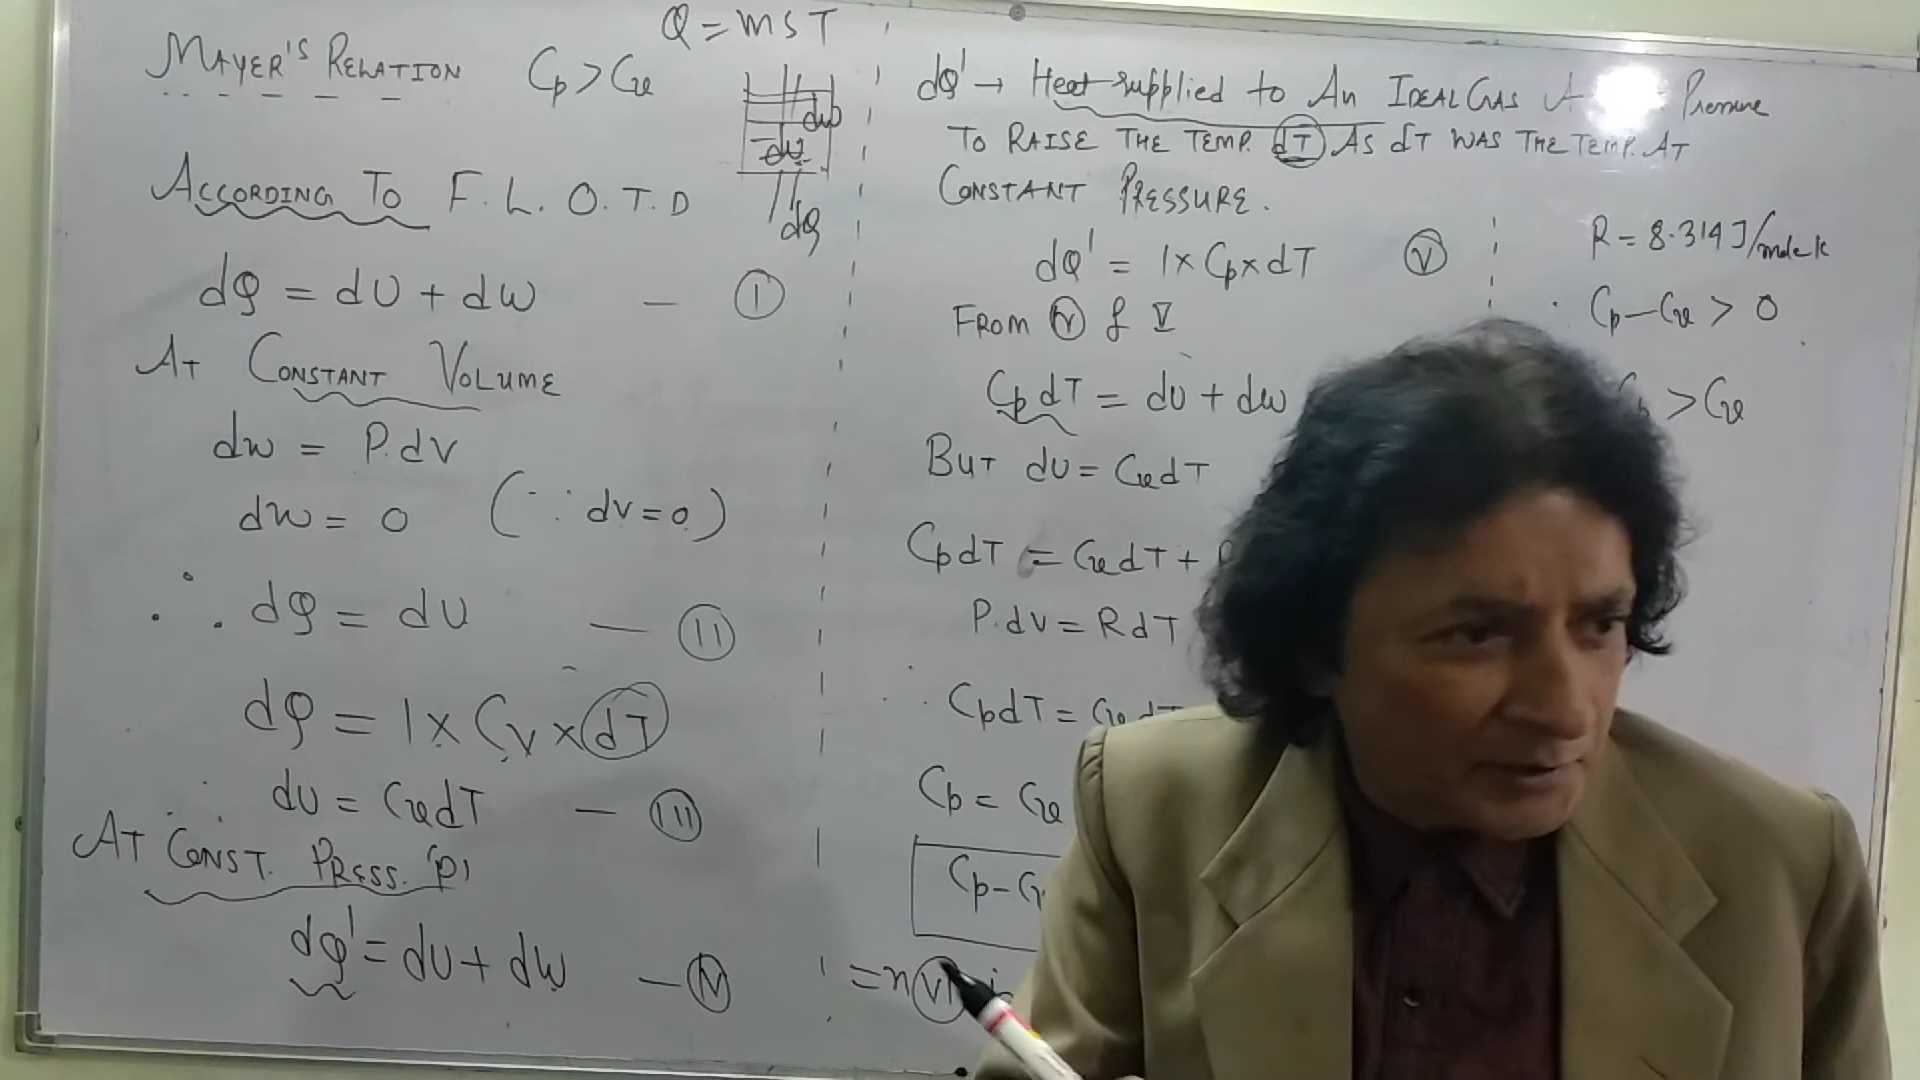 Q = MST
MAYER'S RELATION Cp > Cv
dw
du
dQ
ACCORDING TO F.L.O.T.D
dQ = dU + dw — (I)
AT CONSTANT VOLUME
dw = P.dV
dw = 0 (∵ dv = 0)
∴ dQ = dU — (II)
dQ = 1 × Cv × dT
dU = CvdT — (III)
AT CONST. PRESS. 'P'
dQ' = dU + dW — (IV)
dQ' → Heat supplied to An IDEAL GAS A Pressure
TO RAISE THE TEMP. dT AS dT WAS THE TEMP. AT
CONSTANT PRESSURE.
dQ' = 1 × Cp × dT (V)
FROM (IV) & V
CpdT = dU + dw
BUT dU = CvdT
CpdT = CvdT +
P.dV = RdT
CpdT = CvdT
Cp = Cv
Cp - Cv
= n (VI)
R = 8.314 J/mole k
∴ Cp - Cv > 0
> Cv